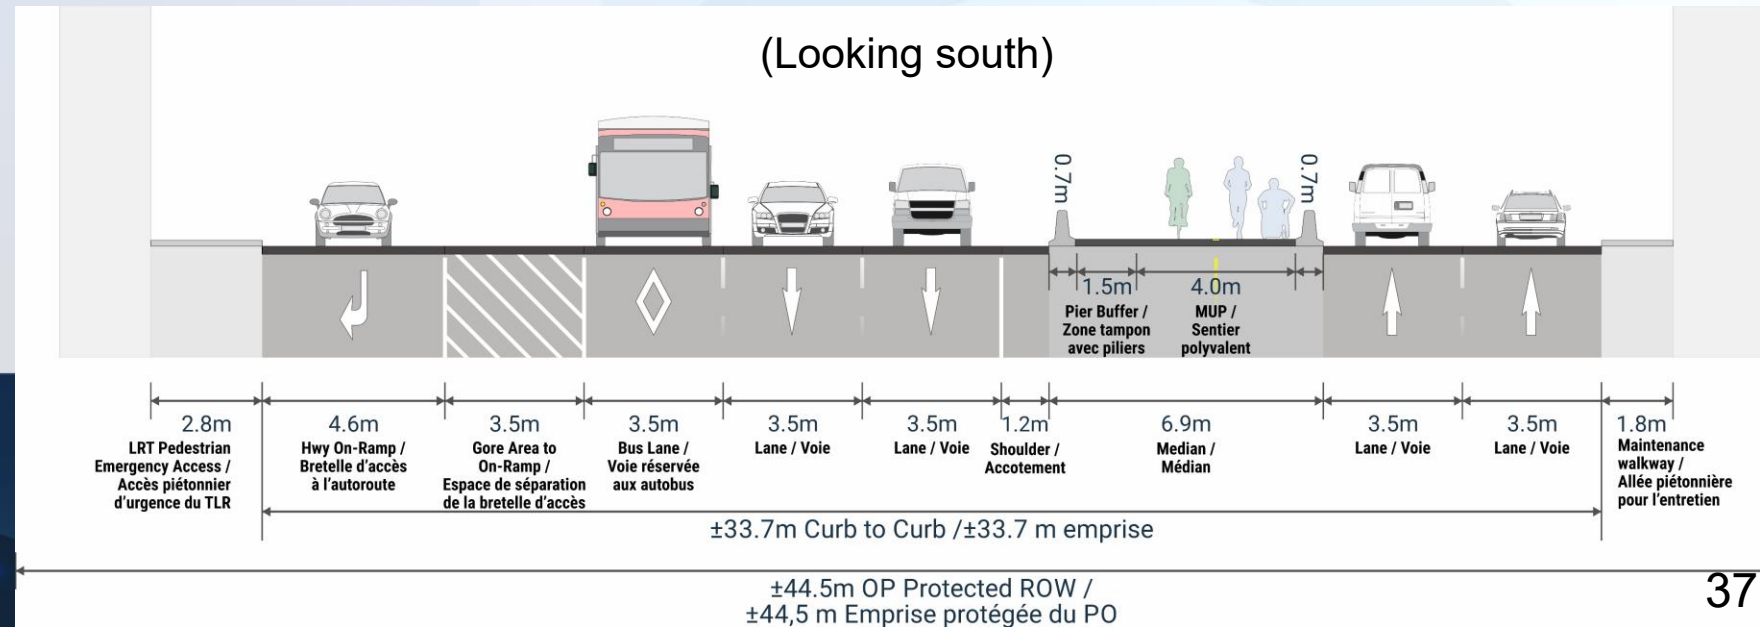 (Looking south)
0.7m
0.7m
1.5m
Pier Buffer /
Zone tampon
avec piliers
4.0m
MUP /
Sentier
polyvalent
2.8m
LRT Pedestrian
Emergency Access /
Accès piétonnier
d'urgence du TLR
4.6m
Hwy On-Ramp /
Bretelle d'accès
à l'autoroute
3.5m
Gore Area to
On-Ramp /
Espace de séparation
de la bretelle d'accès
3.5m
Bus Lane /
Voie réservée
aux autobus
3.5m
Lane / Voie
3.5m
Lane / Voie
1.2m
Shoulder /
Accotement
6.9m
Median /
Médian
3.5m
Lane / Voie
3.5m
Lane / Voie
1.8m
Maintenance
walkway /
Allée piétonnière
pour l'entretien
±33.7m Curb to Curb /±33.7 m emprise
±44.5m OP Protected ROW /
±44,5 m Emprise protégée du PO
37